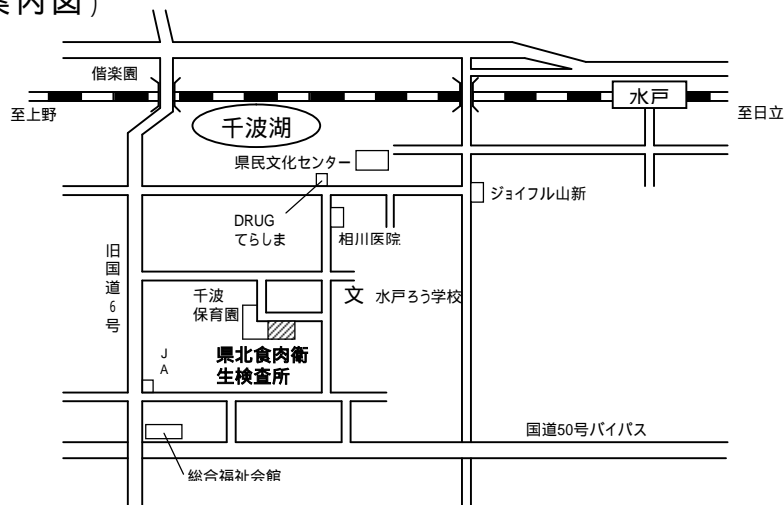 案内図)
偕楽園
至上野
水戸
至日立
千波湖
県民文化センター
ジョイフル山新
DRUG
てらしま
相川医院
旧国道6号
千波
保育園
文 水戸ろう学校
JA
県北食肉衛
生検査所
国道50号バイパス
総合福祉会館